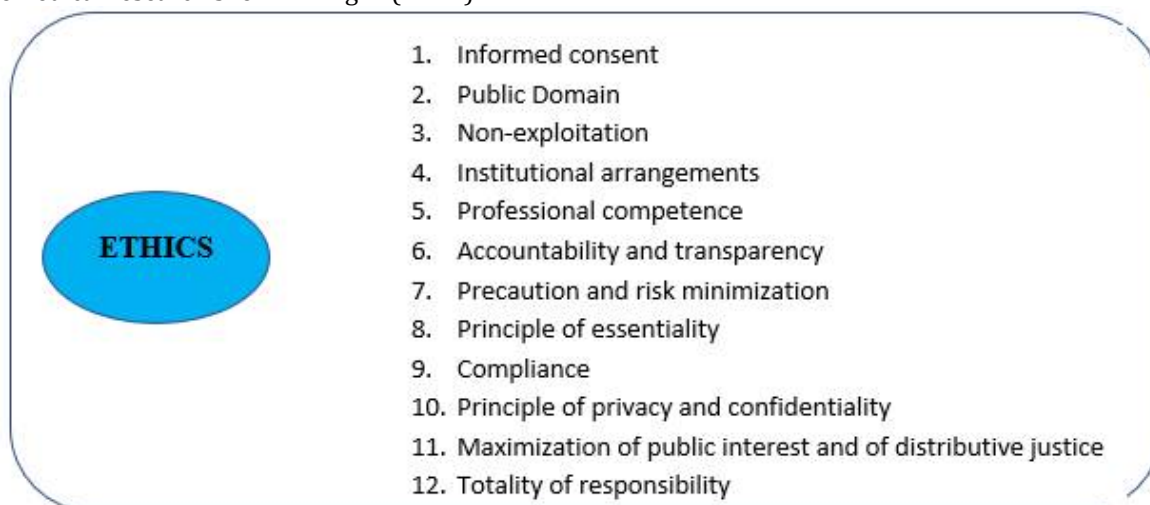 1. Informed consent
2. Public Domain
3. Non-exploitation
4. Institutional arrangements
5. Professional competence
ETHICS
6. Accountability and transparency
7. Precaution and risk minimization
8. Principle of essentiality
9. Compliance
10. Principle of privacy and confidentiality
11. Maximization of public interest and of distributive justice
12. Totality of responsibility